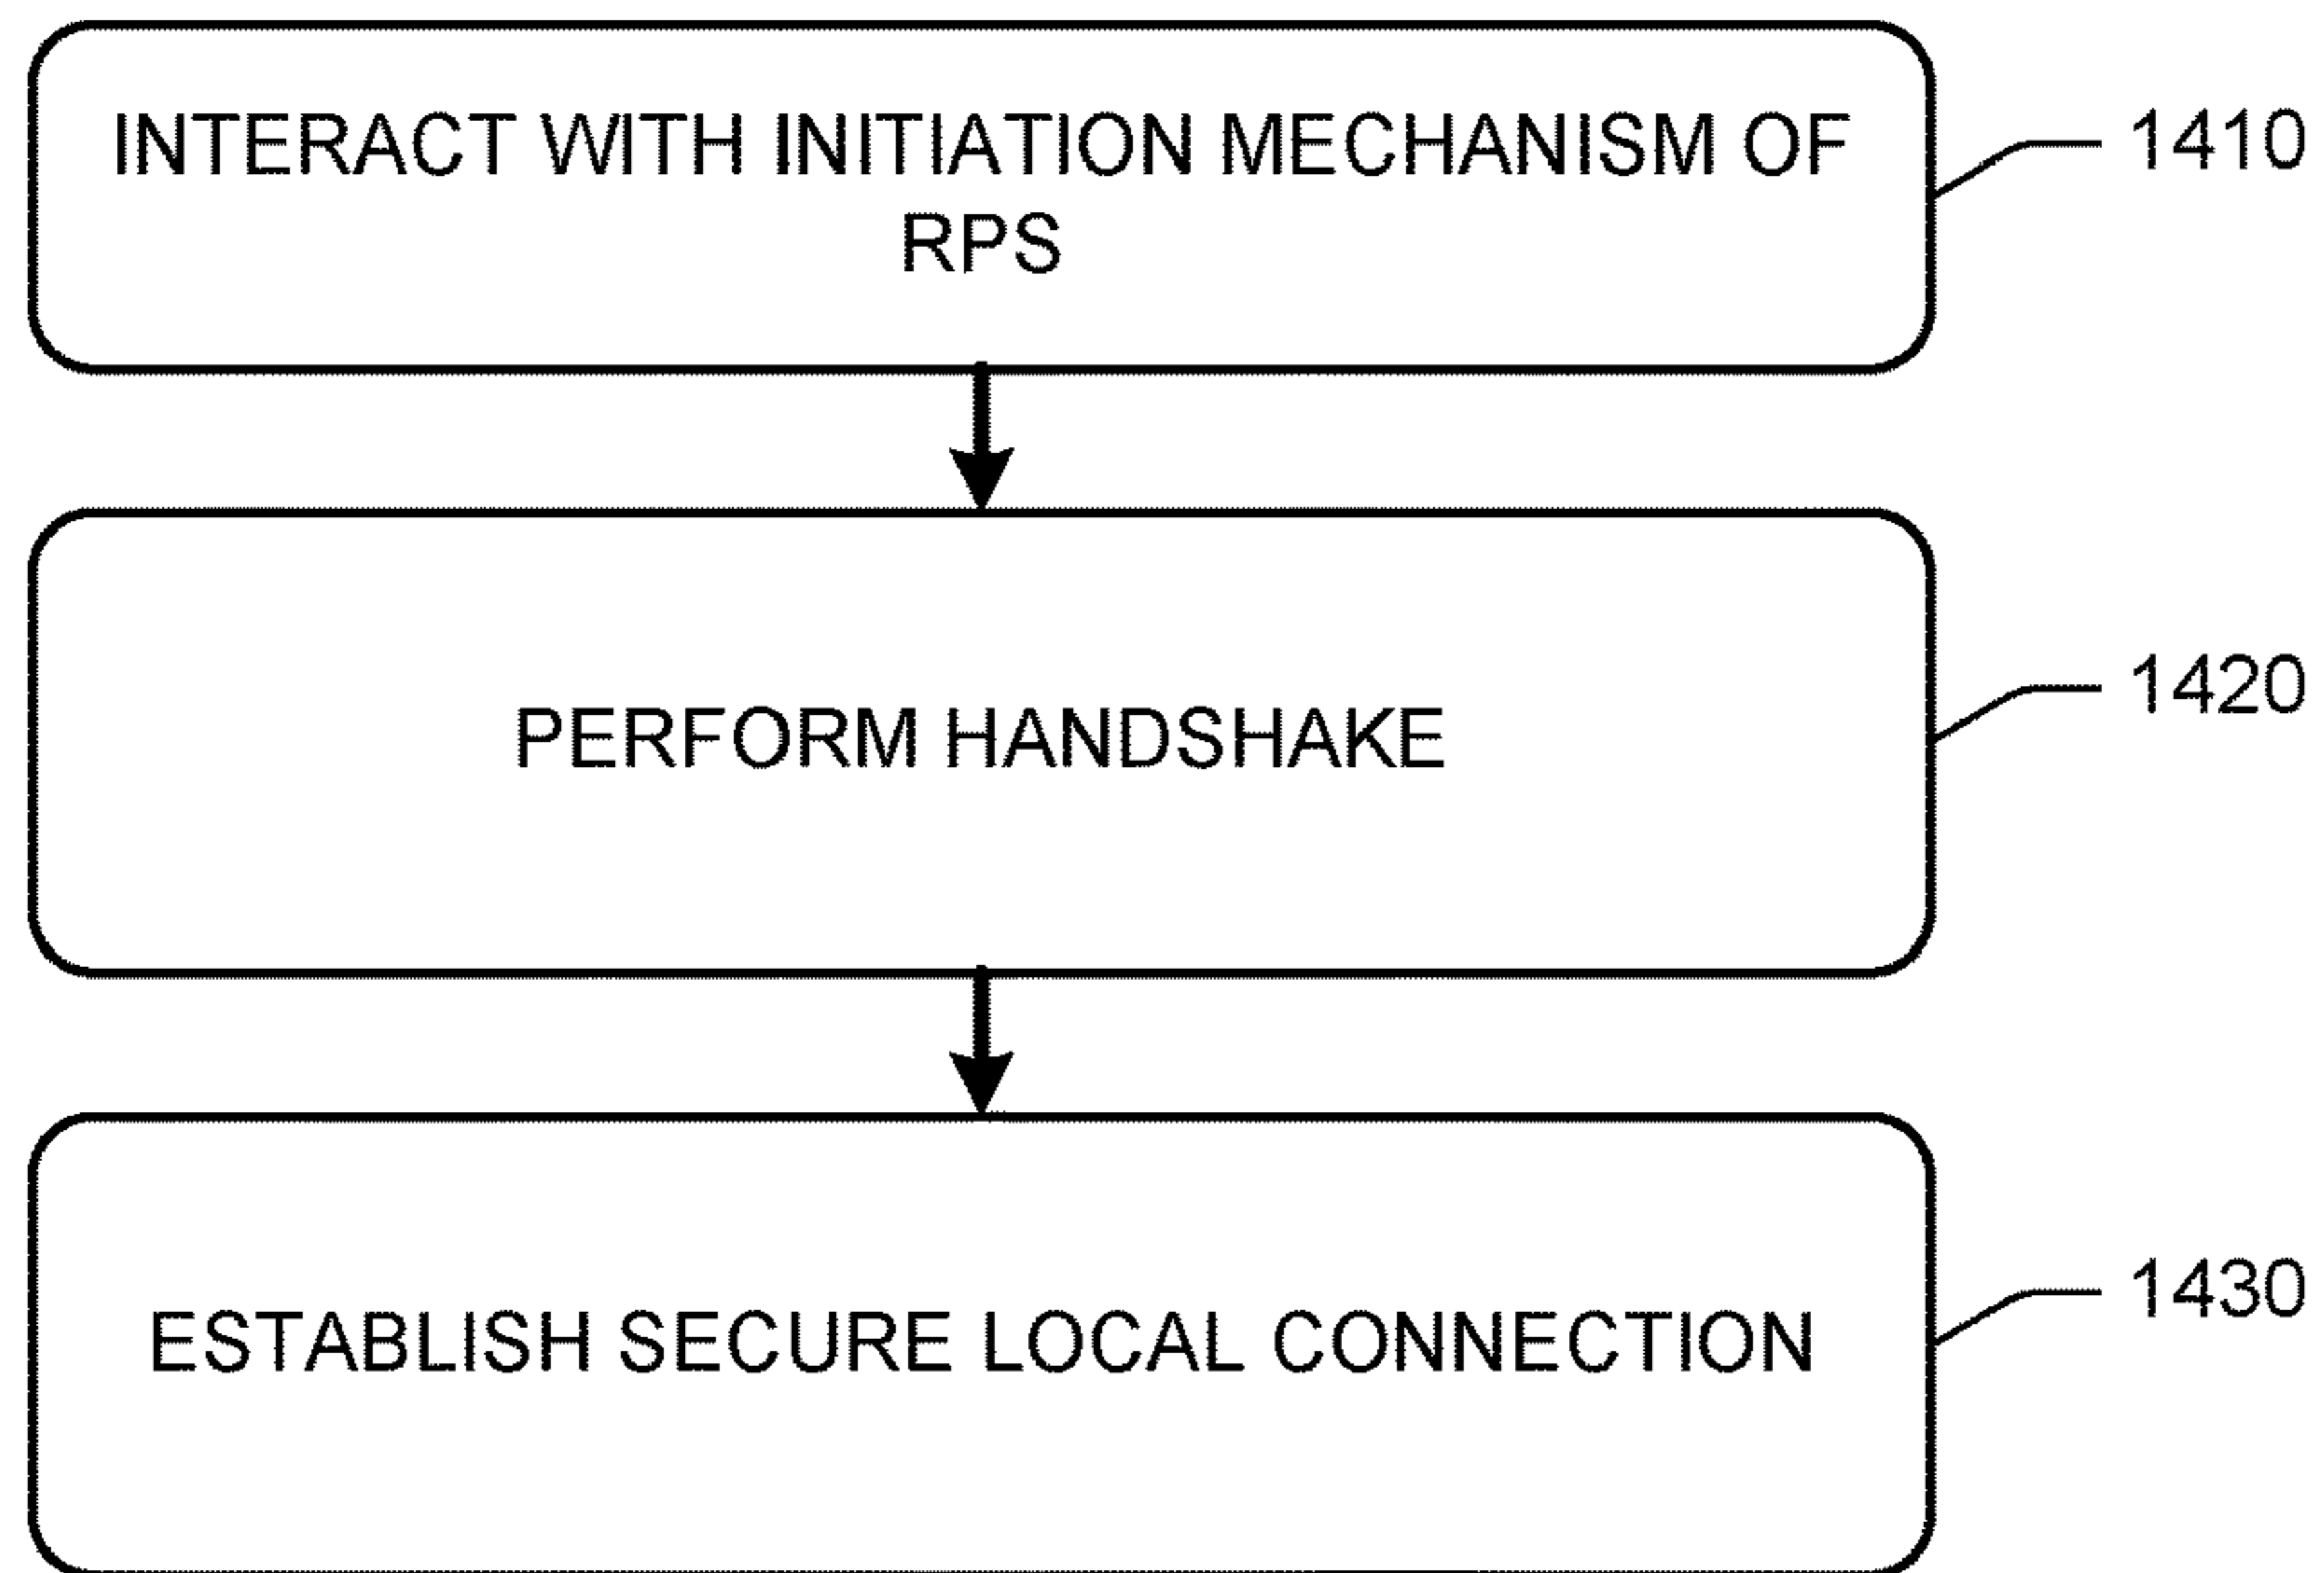 INTERACT WITH INITIATION MECHANISM OF
RPS
1410
PERFORM HANDSHAKE
1420
ESTABLISH SECURE LOCAL CONNECTION
1430